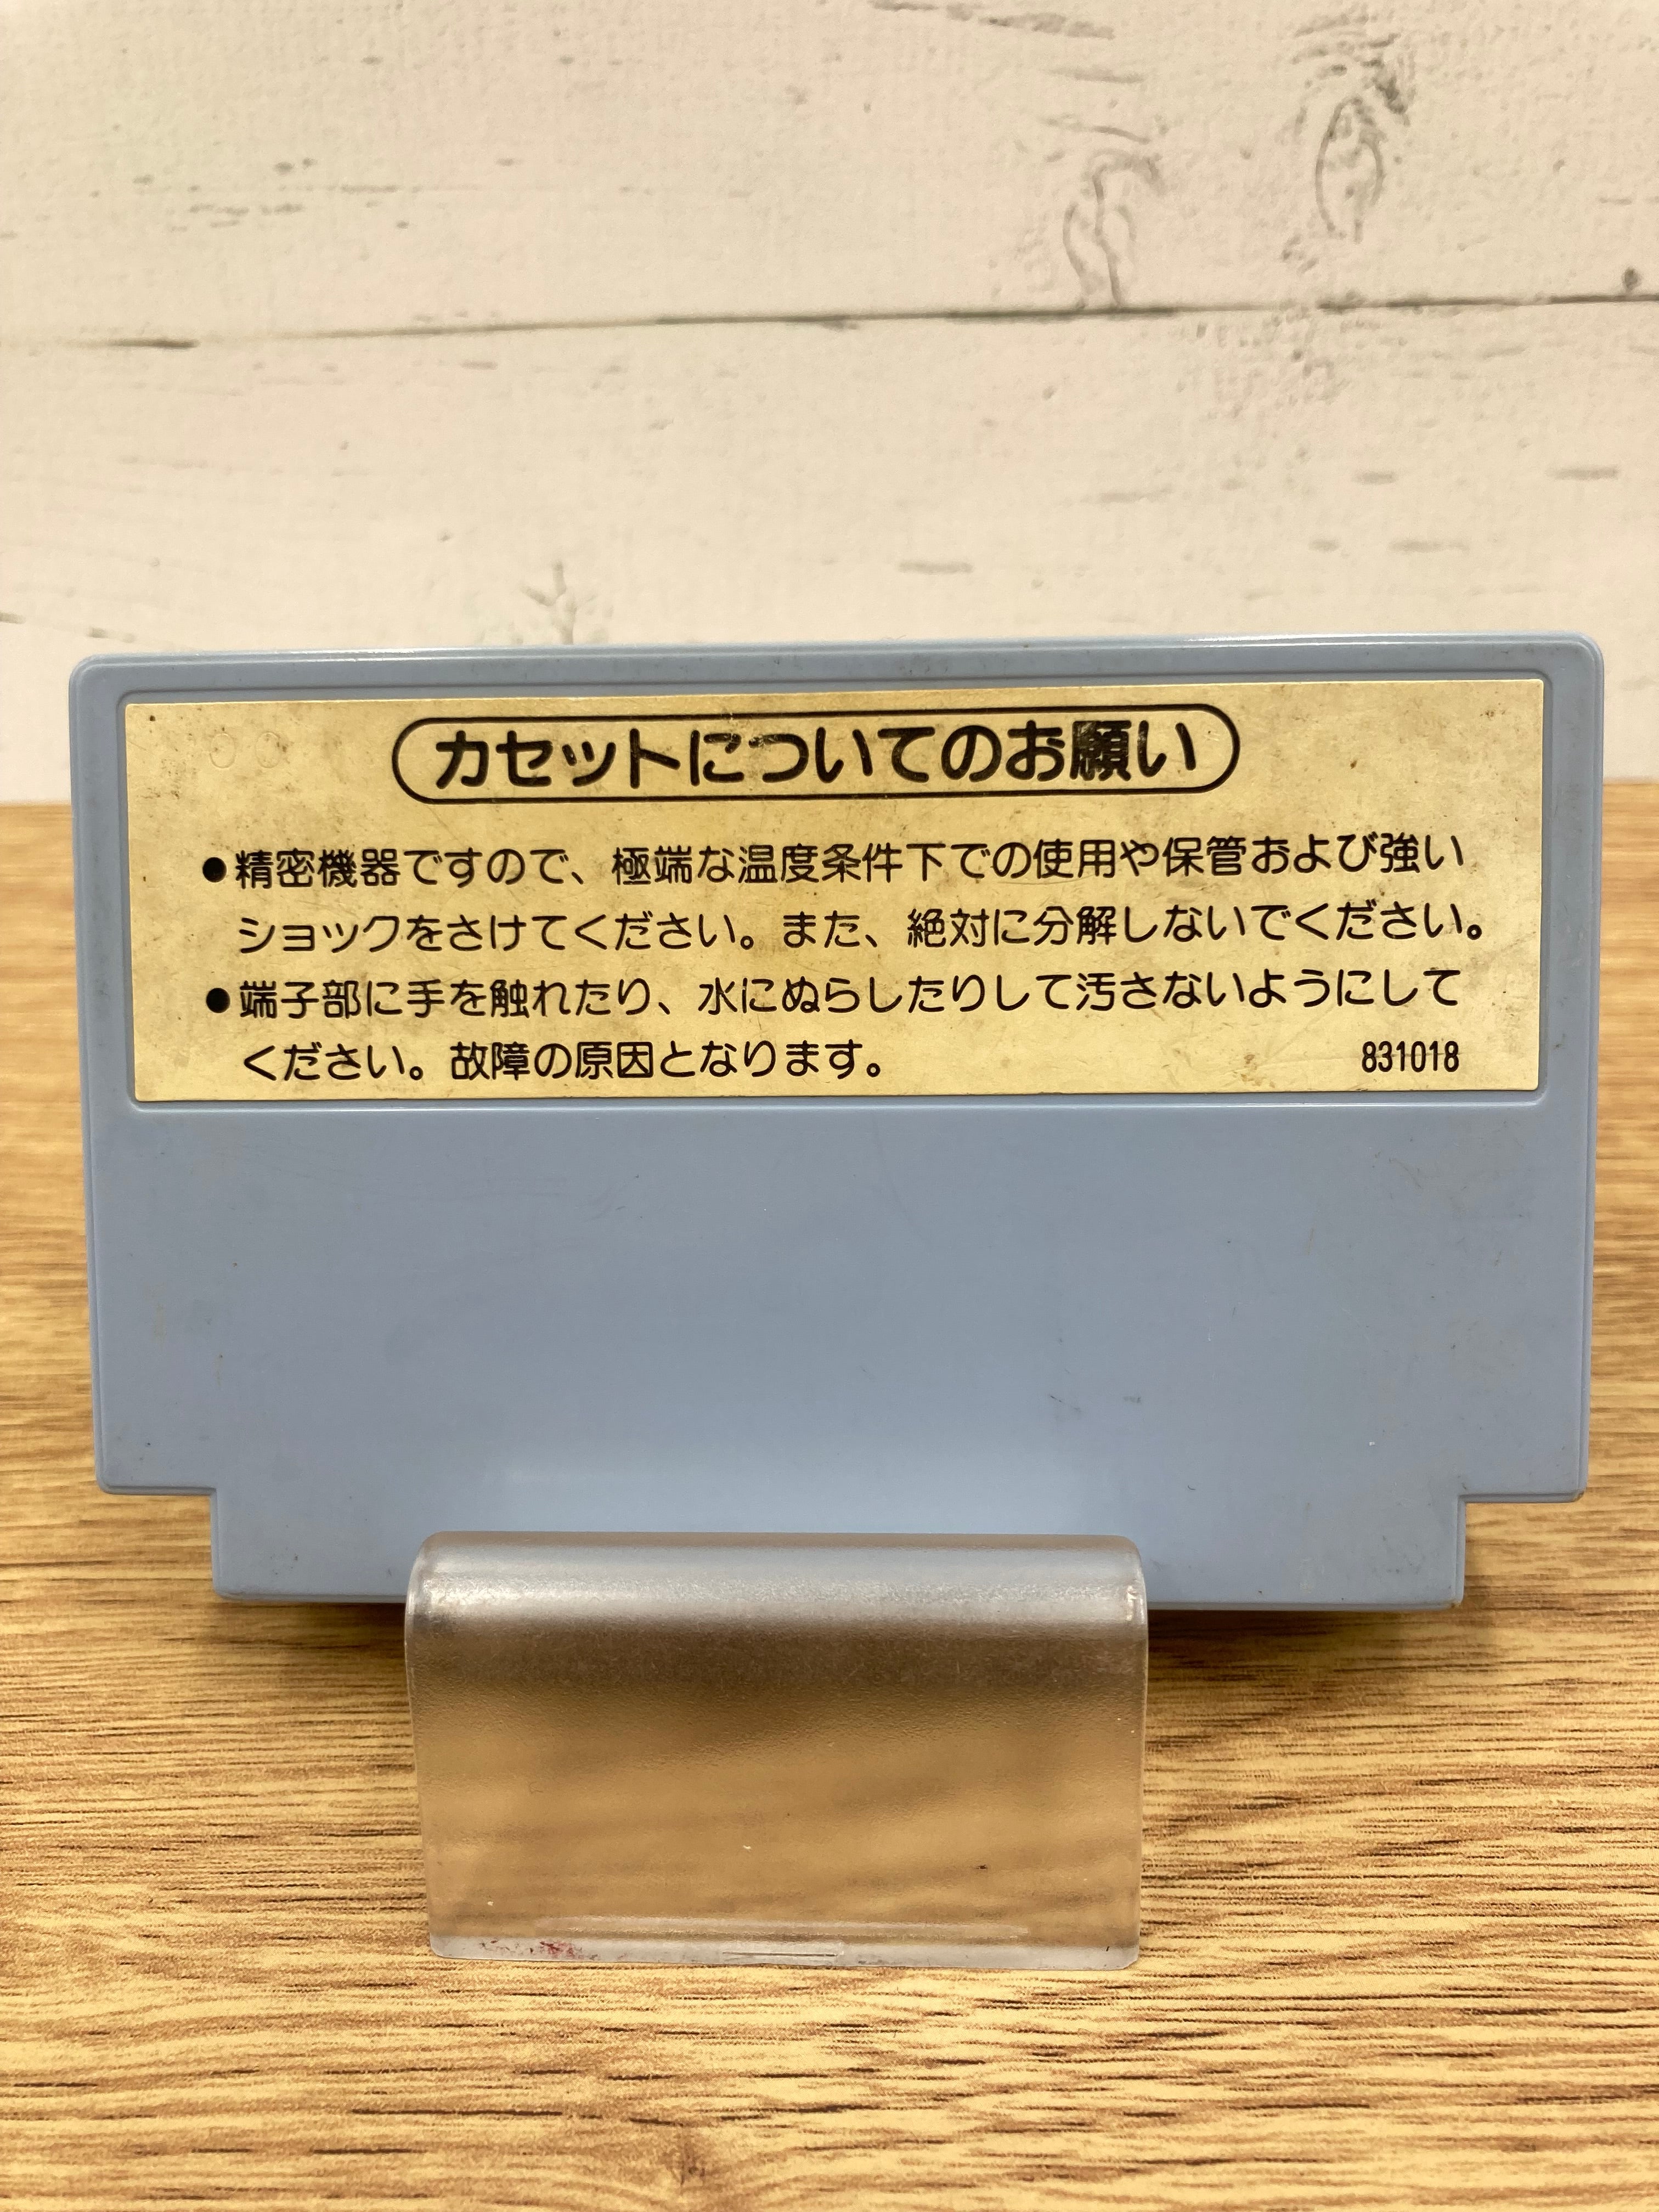 カセットについてのお願い
●精密機器ですので、極端な温度条件下での使用や保管および強い
ショックをさけてください。また、絶対に分解しないでください。
●端子部に手を触れたり、水にぬらしたりして汚さないようにして
ください。故障の原因となります。 831018